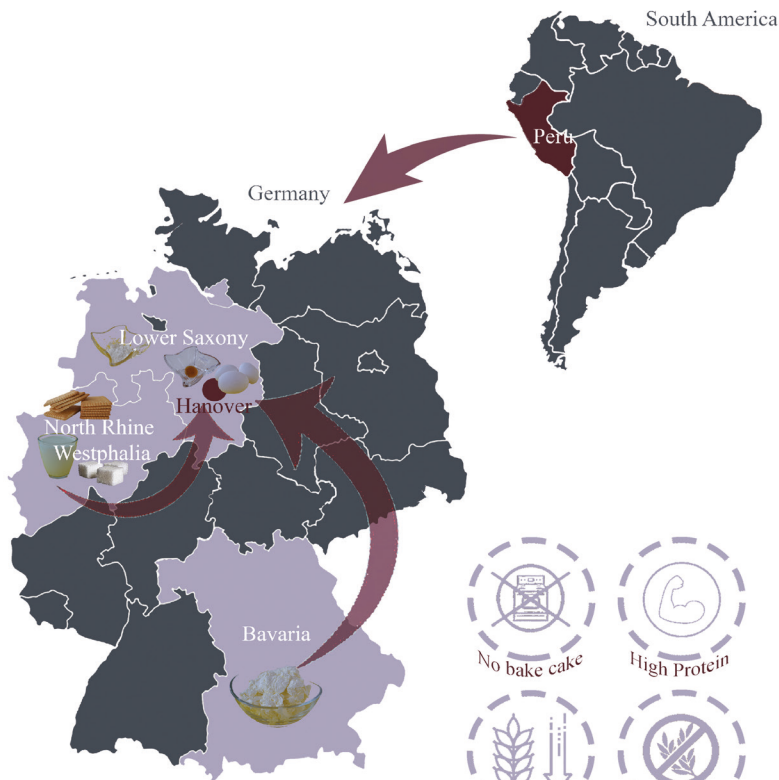 South America
Peru
Germany
Lower Saxony
Hanover
North Rhine
Westphalia
Bavaria
No bake cake
High Protein